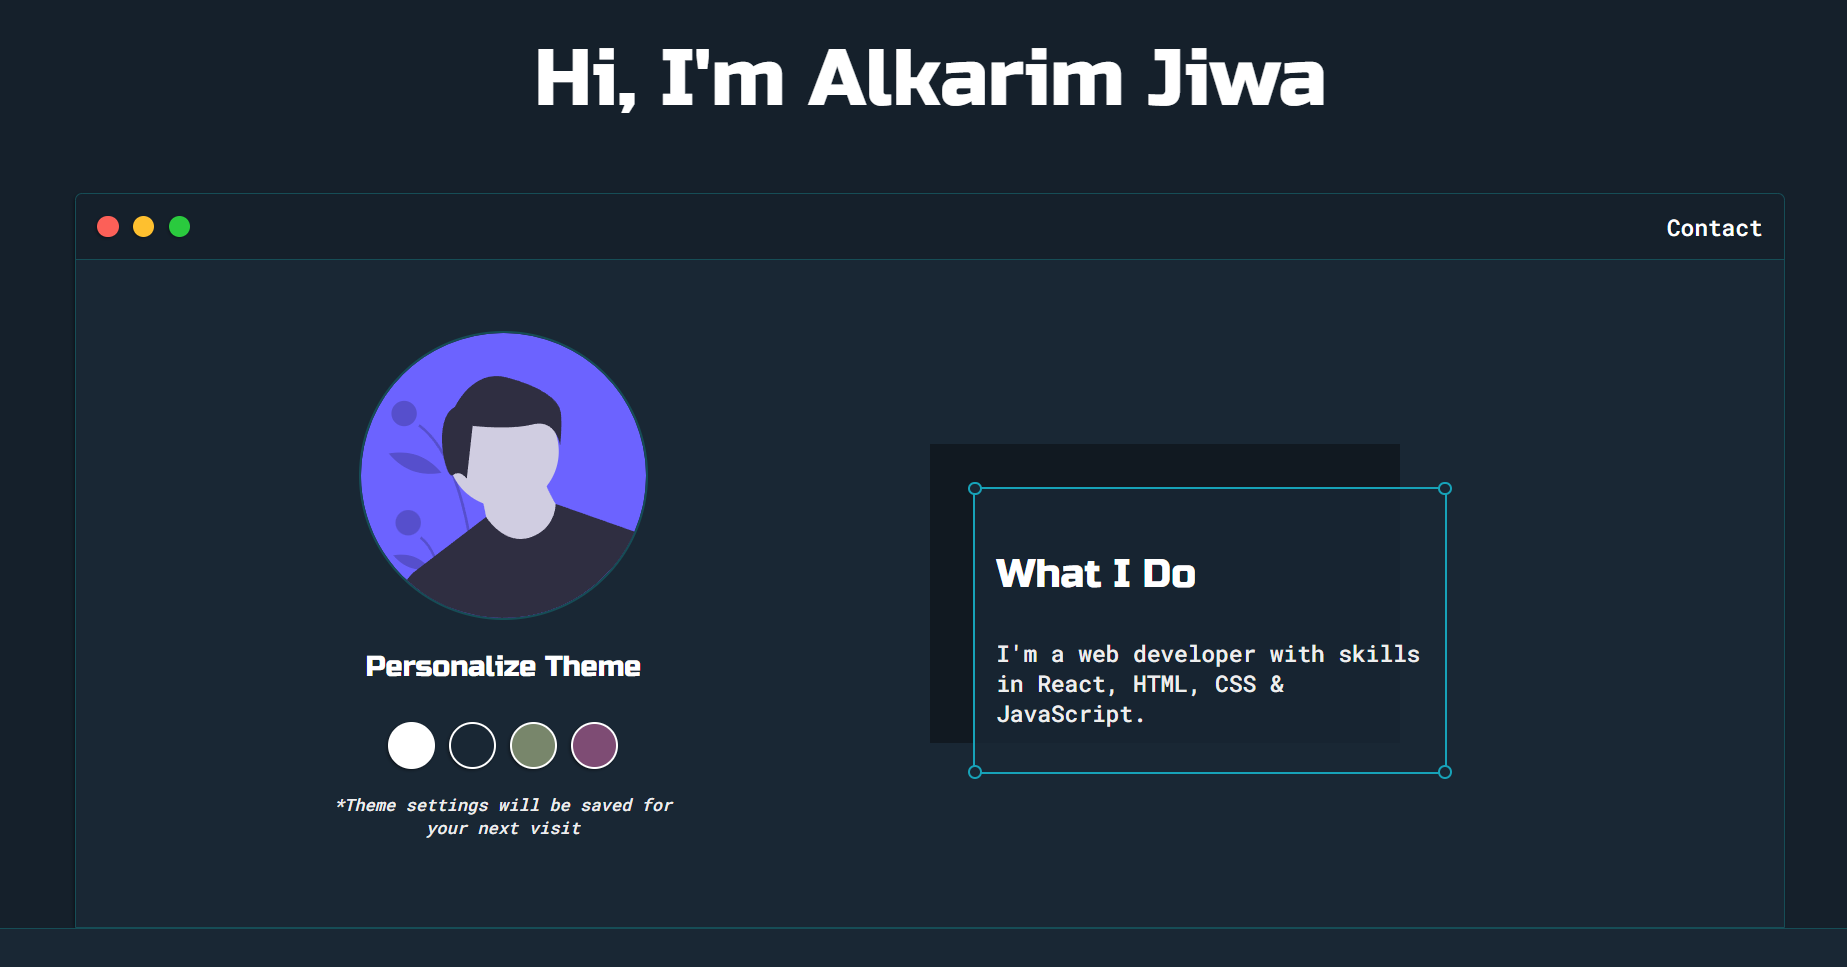 Hi, I'm Alkarim Jiwa
Contact
Personalize Theme
*Theme settings will be saved for
your next visit
What I Do
I'm a web developer with skills
in React, HTML, CSS &
JavaScript.